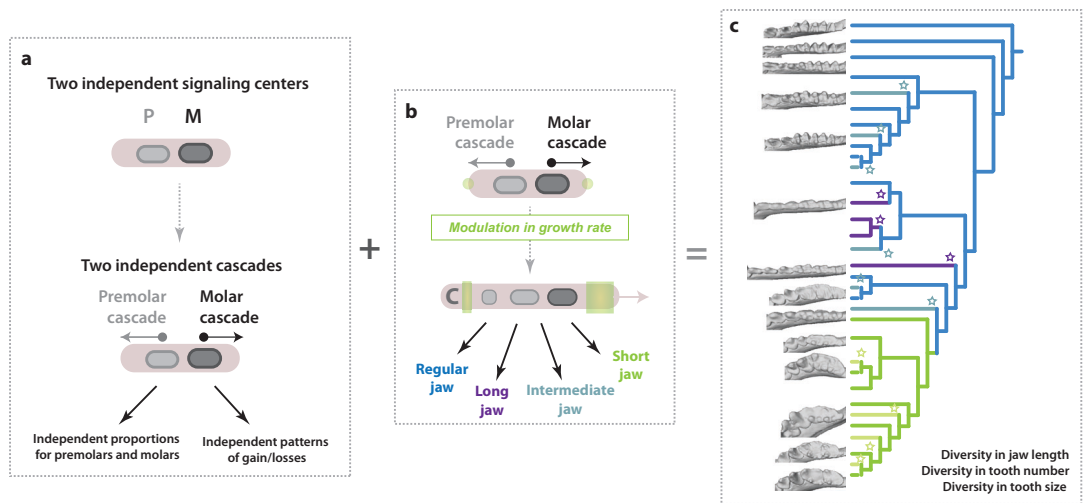 a
Two independent signaling centers
P M
Two independent cascades
Premolar
cascade
Molar
cascade
Independent proportions
for premolars and molars
Independent patterns
of gain/losses
+
b
Premolar
cascade
Molar
cascade
Modulation in growth rate
C
Regular
jaw
Long
jaw
Intermediate
jaw
Short
jaw
=
c
Diversity in jaw length
Diversity in tooth number
Diversity in tooth size